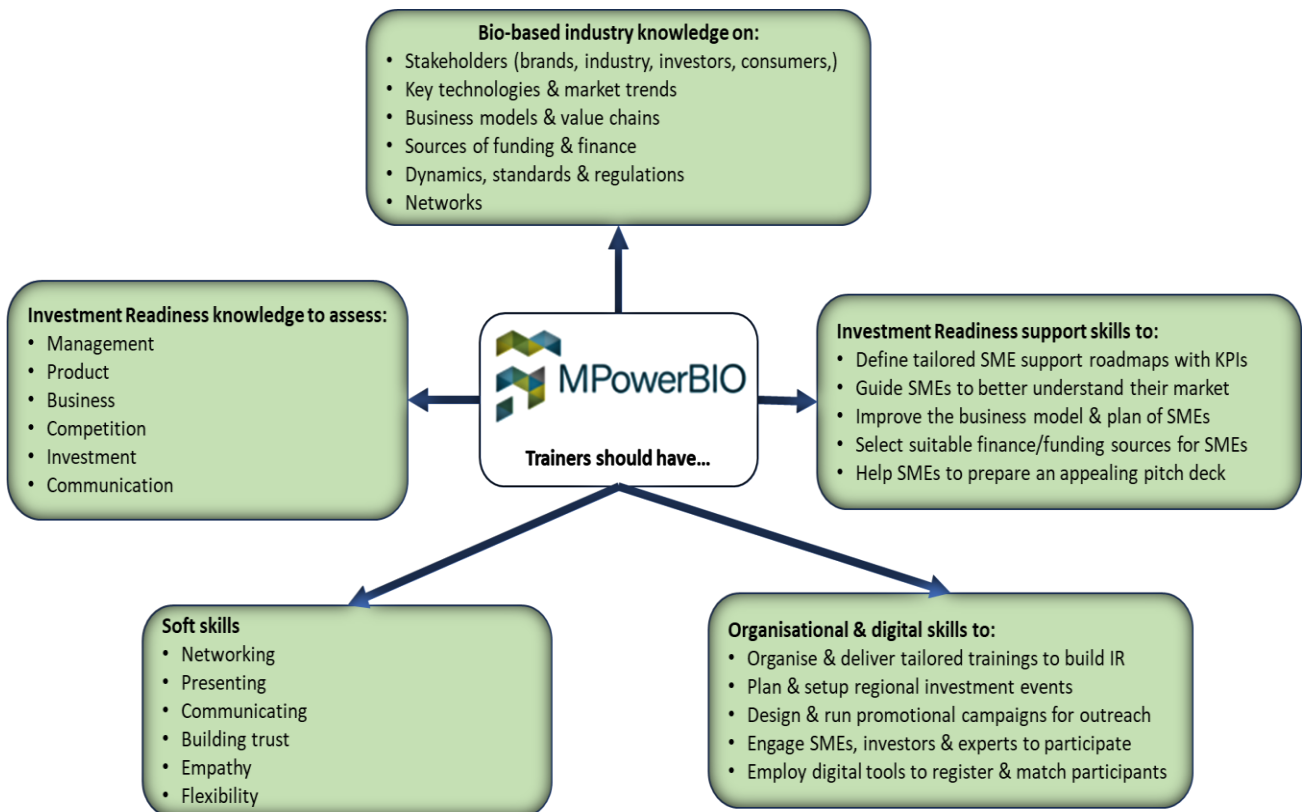 Bio-based industry knowledge on:
• Stakeholders (brands, industry, investors, consumers,)
• Key technologies & market trends
• Business models & value chains
• Sources of funding & finance
• Dynamics, standards & regulations
• Networks
Investment Readiness knowledge to assess:
• Management
• Product
• Business
• Competition
• Investment
• Communication
MPowerBIO
Trainers should have...
Investment Readiness support skills to:
• Define tailored SME support roadmaps with KPIs
• Guide SMEs to better understand their market
• Improve the business model & plan of SMEs
• Select suitable finance/funding sources for SMEs
• Help SMEs to prepare an appealing pitch deck
Soft skills
• Networking
• Presenting
• Communicating
• Building trust
• Empathy
• Flexibility
Organisational & digital skills to:
• Organise & deliver tailored trainings to build IR
• Plan & setup regional investment events
• Design & run promotional campaigns for outreach
• Engage SMEs, investors & experts to participate
• Employ digital tools to register & match participants